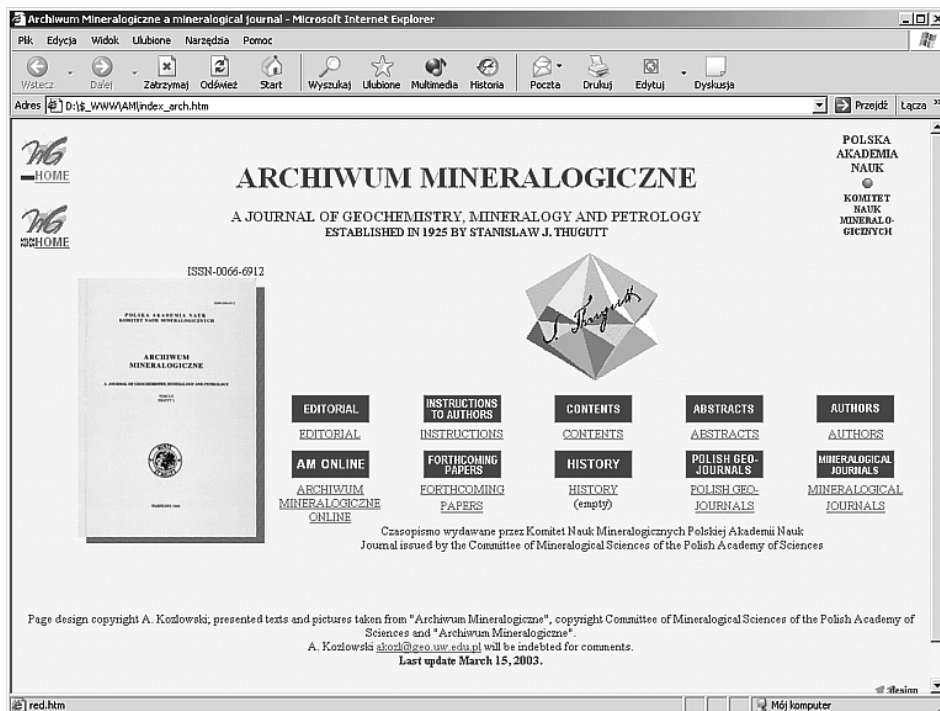 Archiwum Mineralogiczne a mineralogical journal - Microsoft Internet Explorer
Plik Edycja Widok Ulubione Narzędzia Pomoc
Wstecz Dalej Zatrzymaj Odśwież Start Wyszukaj Ulubione Multimedia Historia Poczta Drukuj Edytuj Dyskusja
Adres D:\$_WWW\AM\index_arch.htm Przejdź Łącza
HOME
HOME
POLSKA
AKADEMIA
NAUK
KOMITET
NAUK
MINERALO-
GICZNYCH
ARCHIWUM MINERALOGICZNE
A JOURNAL OF GEOCHEMISTRY, MINERALOGY AND PETROLOGY
ESTABLISHED IN 1925 BY STANISLAW J. THUGUTT
ISSN-0066-6912
POLSKA AKADEMIA NAUK
KOMITET NAUK MINERALOGICZNYCH
ARCHIWUM
MINERALOGICZNE
A JOURNAL OF GEOCHEMISTRY, MINERALOGY AND PETROLOGY
J. Thugutt
EDITORIAL INSTRUCTIONS TO AUTHORS CONTENTS ABSTRACTS AUTHORS
EDITORIAL INSTRUCTIONS CONTENTS ABSTRACTS AUTHORS
AM ONLINE FORTHCOMING PAPERS HISTORY POLISH GEO-JOURNALS MINERALOGICAL JOURNALS
ARCHIWUM FORTHCOMING HISTORY POLISH GEO- MINERALOGICAL
MINERALOGICZNE PAPERS (empty) JOURNALS JOURNALS
ONLINE
Czasopismo wydawane przez Komitet Nauk Mineralogicznych Polskiej Akademii Nauk
Journal issued by the Committee of Mineralogical Sciences of the Polish Academy of Sciences
Page design copyright A. Kozlowski; presented texts and pictures taken from "Archiwum Mineralogiczne", copyright Committee of Mineralogical Sciences of the Polish Academy of
Sciences and "Archiwum Mineralogiczne".
A. Kozlowski akozl@geo.uw.edu.pl will be indebted for comments.
Last update March 15, 2003.
design
red.htm Mój komputer